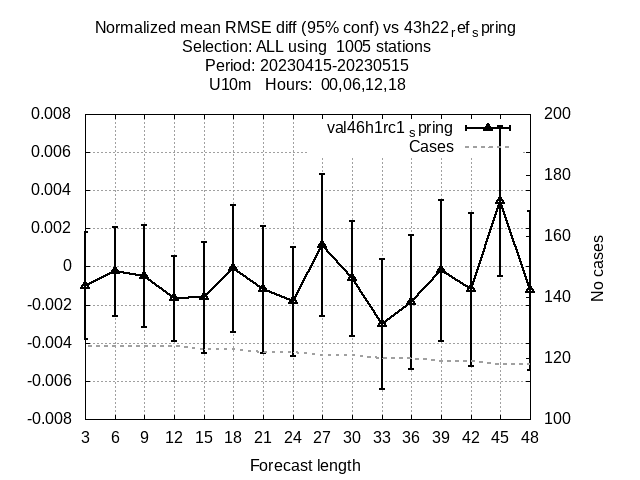 Normalized mean RMSE diff (95% conf) vs 43h22refspring
Selection: ALL using  1005 stations
Period: 20230415-20230515
U10m   Hours:  00,06,12,18
0.008
0.006
0.004
0.002
0
-0.002
-0.004
-0.006
-0.008
val46h1rc1spring
Cases
200
180
160
140
120
100
No cases
3 6 9 12 15 18 21 24 27 30 33 36 39 42 45 48
Forecast length